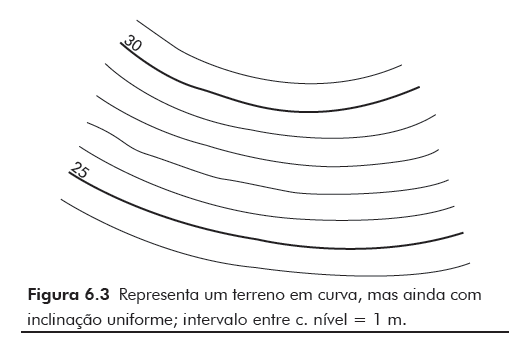 30
25
Figura 6.3 Representa um terreno em curva, mas ainda com
inclinação uniforme; intervalo entre c. nível = 1 m.